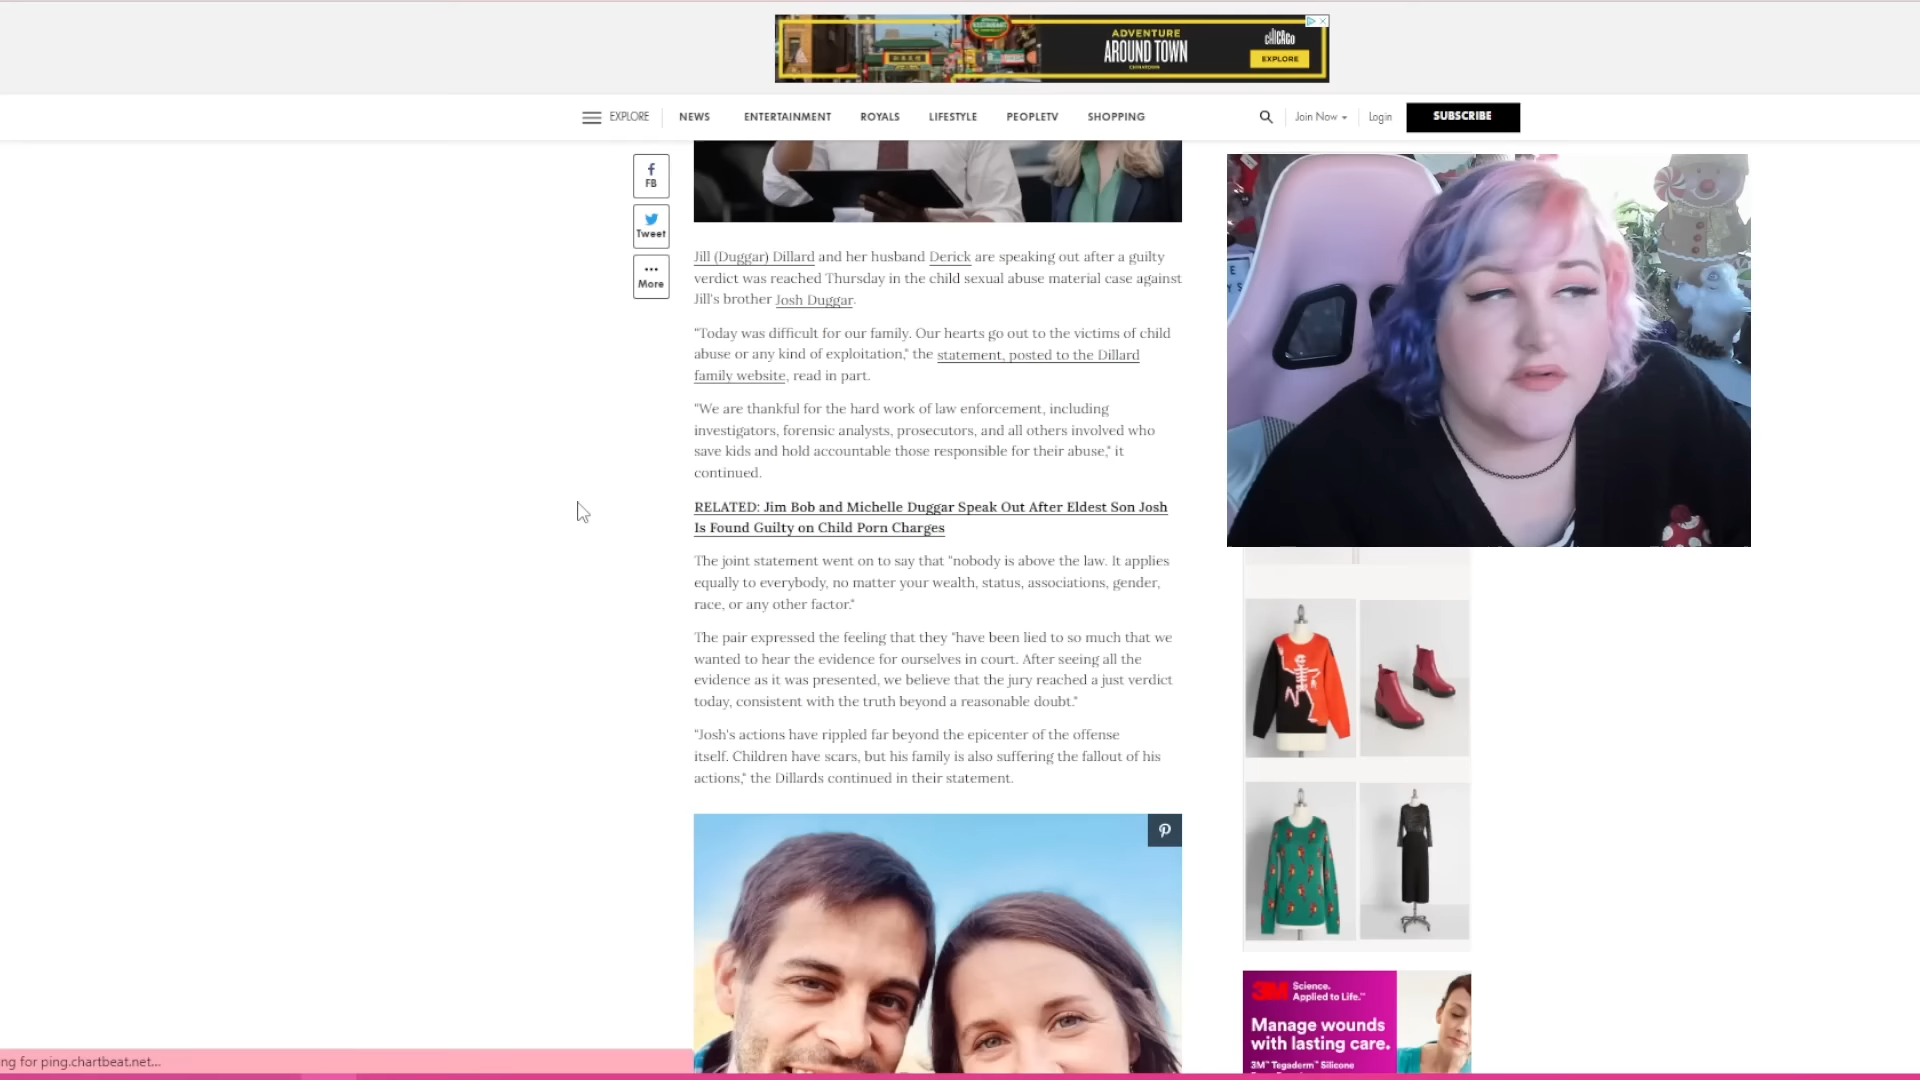 ADVENTURE
AROUND TOWN
CHINATOWN
CHICAGO
EXPLORE
EXPLORE
NEWS
ENTERTAINMENT
ROYALS
LIFESTYLE
PEOPLETV
SHOPPING
Join Now
Login
SUBSCRIBE
FB
Tweet
More
Jill (Duggar) Dillard and her husband Derick are speaking out after a guilty
verdict was reached Thursday in the child sexual abuse material case against
Jill's brother Josh Duggar.
"Today was difficult for our family. Our hearts go out to the victims of child
abuse or any kind of exploitation," the statement, posted to the Dillard
family website, read in part.
"We are thankful for the hard work of law enforcement, including
investigators, forensic analysts, prosecutors, and all others involved who
save kids and hold accountable those responsible for their abuse," it
continued.
RELATED: Jim Bob and Michelle Duggar Speak Out After Eldest Son Josh
Is Found Guilty on Child Porn Charges
The joint statement went on to say that "nobody is above the law. It applies
equally to everybody, no matter your wealth, status, associations, gender,
race, or any other factor."
The pair expressed the feeling that they "have been lied to so much that we
wanted to hear the evidence for ourselves in court. After seeing all the
evidence as it was presented, we believe that the jury reached a just verdict
today, consistent with the truth beyond a reasonable doubt."
"Josh's actions have rippled far beyond the epicenter of the offense
itself. Children have scars, but his family is also suffering the fallout of his
actions," the Dillards continued in their statement.
3M Science.
Applied to Life.™
Manage wounds
with lasting care.
3M™ Tegaderm™ Silicone
ng for ping.chartbeat.net...